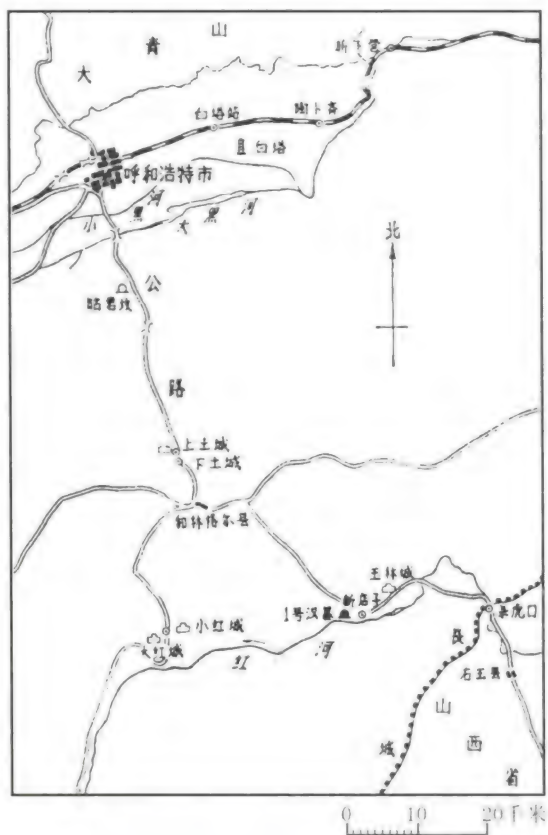 大青山
旗下营
白塔站
陶卜齐
白塔
呼和浩特市
小黑河
大黑河
北
昭君坟
公路
上土城
下土城
和林格尔县
王林城
新店子
1号汉墓
杀虎口
小红城
大红城
红河
右玉县
长城
山西省
0 10 20千米